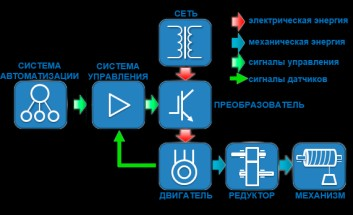 СЕТЬ
электрическая энергия
механическая энергия
сигналы управления
сигналы датчиков
СИСТЕМА
АВТОМАТИЗАЦИИ
СИСТЕМА
УПРАВЛЕНИЯ
ПРЕОБРАЗОВАТЕЛЬ
ДВИГАТЕЛЬ
РЕДУКТОР
МЕХАНИЗМ